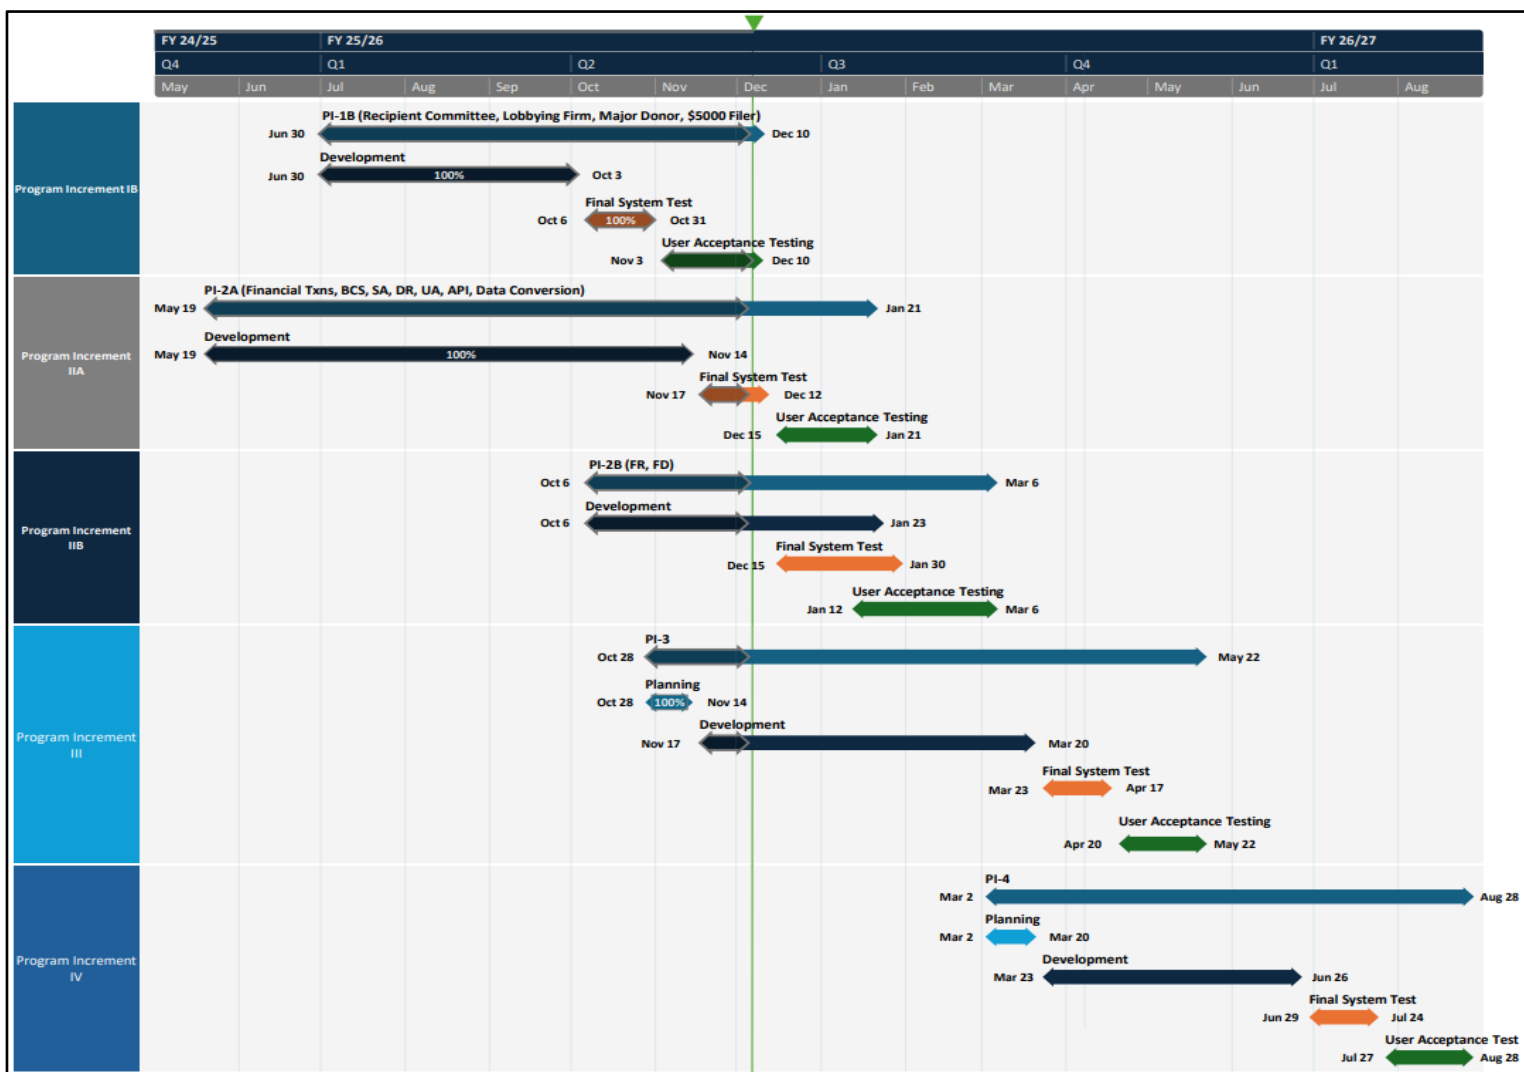 FY 24/25 FY 25/26 FY 26/27
Q4 Q1 Q2 Q3 Q4 Q1
May Jun Jul Aug Sep Oct Nov Dec Jan Feb Mar Apr May Jun Jul Aug
Program Increment IB
PI-1B (Recipient Committee, Lobbying Firm, Major Donor, $5000 Filer)
Jun 30 Dec 10
Development
Jun 30 100% Oct 3
Final System Test
Oct 6 100% Oct 31
User Acceptance Testing
Nov 3 Dec 10
Program Increment
IIA
PI-2A (Financial Txns, BCS, SA, DR, UA, API, Data Conversion)
May 19 Jan 21
Development
May 19 100% Nov 14
Final System Test
Nov 17 Dec 12
User Acceptance Testing
Dec 15 Jan 21
Program Increment
IIB
PI-2B (FR, FD)
Oct 6 Mar 6
Development
Oct 6 Jan 23
Final System Test
Dec 15 Jan 30
User Acceptance Testing
Jan 12 Mar 6
Program Increment
III
PI-3
Oct 28 May 22
Planning
Oct 28 100% Nov 14
Development
Nov 17 Mar 20
Final System Test
Mar 23 Apr 17
User Acceptance Testing
Apr 20 May 22
Program Increment
IV
PI-4
Mar 2 Aug 28
Planning
Mar 2 Mar 20
Development
Mar 23 Jun 26
Final System Test
Jun 29 Jul 24
User Acceptance Test
Jul 27 Aug 28